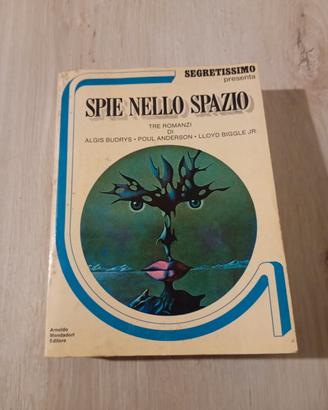 SEGRETISSIMO
presenta
SPIE NELLO SPAZIO
TRE ROMANZI
DI
ALGIS BUDRYS • POUL ANDERSON • LLOYD BIGGLE JR
Arnoldo
Mondadori
Editore